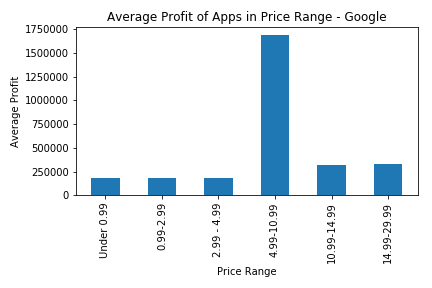 Average Profit of Apps in Price Range - Google
Average Profit
1750000
1500000
1250000
1000000
750000
500000
250000
0
Under 0.99
0.99-2.99
2.99 - 4.99
4.99-10.99
10.99-14.99
14.99-29.99
Price Range